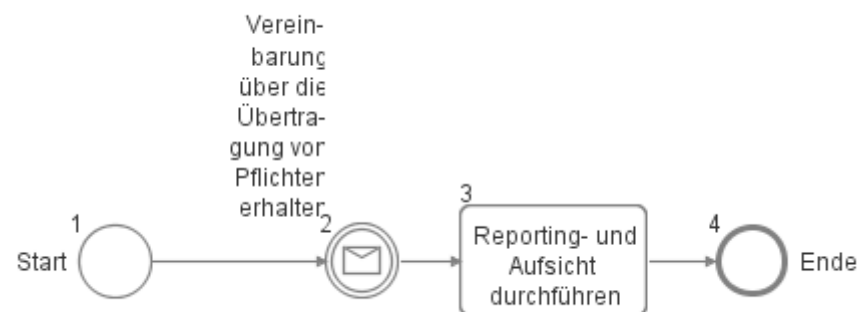 Verein-
barung
über die
Übertra-
gung von
Pflichten
erhalten
1
Start
2
3
Reporting- und
Aufsicht
durchführen
4
Ende